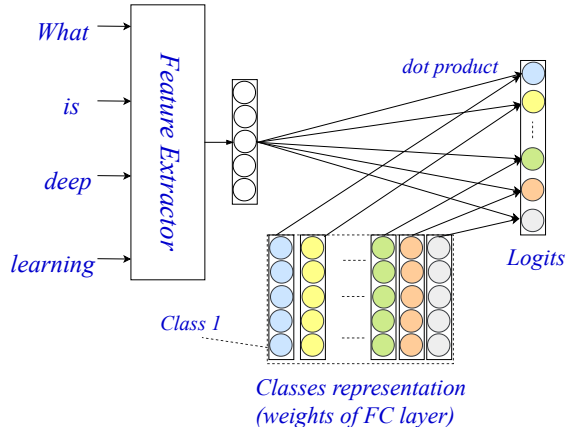 What
is
deep
learning
Feature Extractor
dot product
Logits
Class 1
Classes representation
(weights of FC layer)